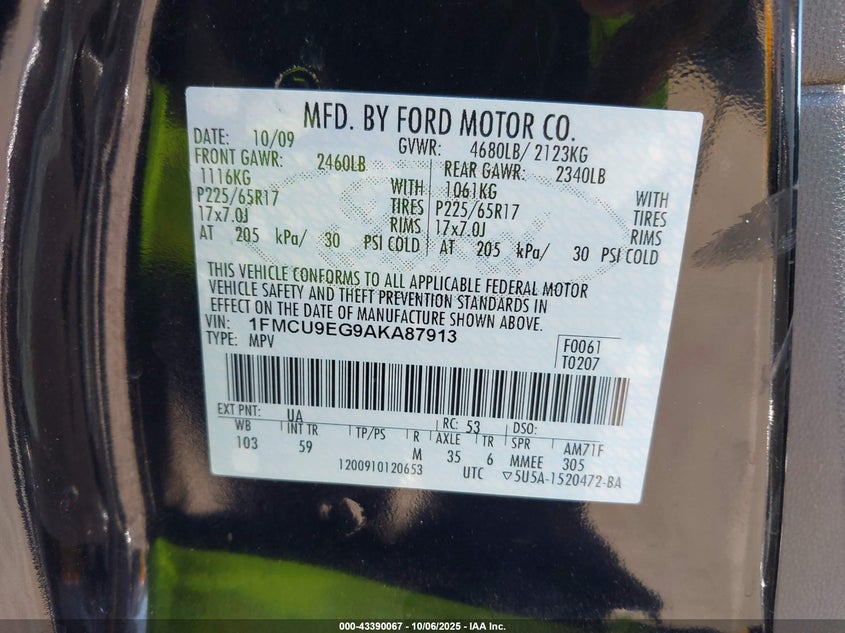 MFD. BY FORD MOTOR CO.
DATE: 10/09 GVWR: 4680LB/ 2123KG
FRONT GAWR: 2460LB REAR GAWR: 2340LB
1116KG WITH 1061KG WITH
P225/65R17 TIRES P225/65R17 TIRES
17x7.0J RIMS 17x7.0J RIMS
AT 205 kPa/ 30 PSI COLD AT 205 kPa/ 30 PSI COLD
THIS VEHICLE CONFORMS TO ALL APPLICABLE FEDERAL MOTOR
VEHICLE SAFETY AND THEFT PREVENTION STANDARDS IN
EFFECT ON THE DATE OF MANUFACTURE SHOWN ABOVE.
VIN: 1FMCU9EG9AKA87913 F0061
TYPE: MPV T0207
EXT PNT: UA RC: 53 DSO:
WB INT TR TP/PS R AXLE TR SPR AM71F
103 59 M 35 6 MMEE 305
1200910120653 UTC ▽5U5A-1520472-BA
000-43390067 - 10/06/2025 - IAA Inc.